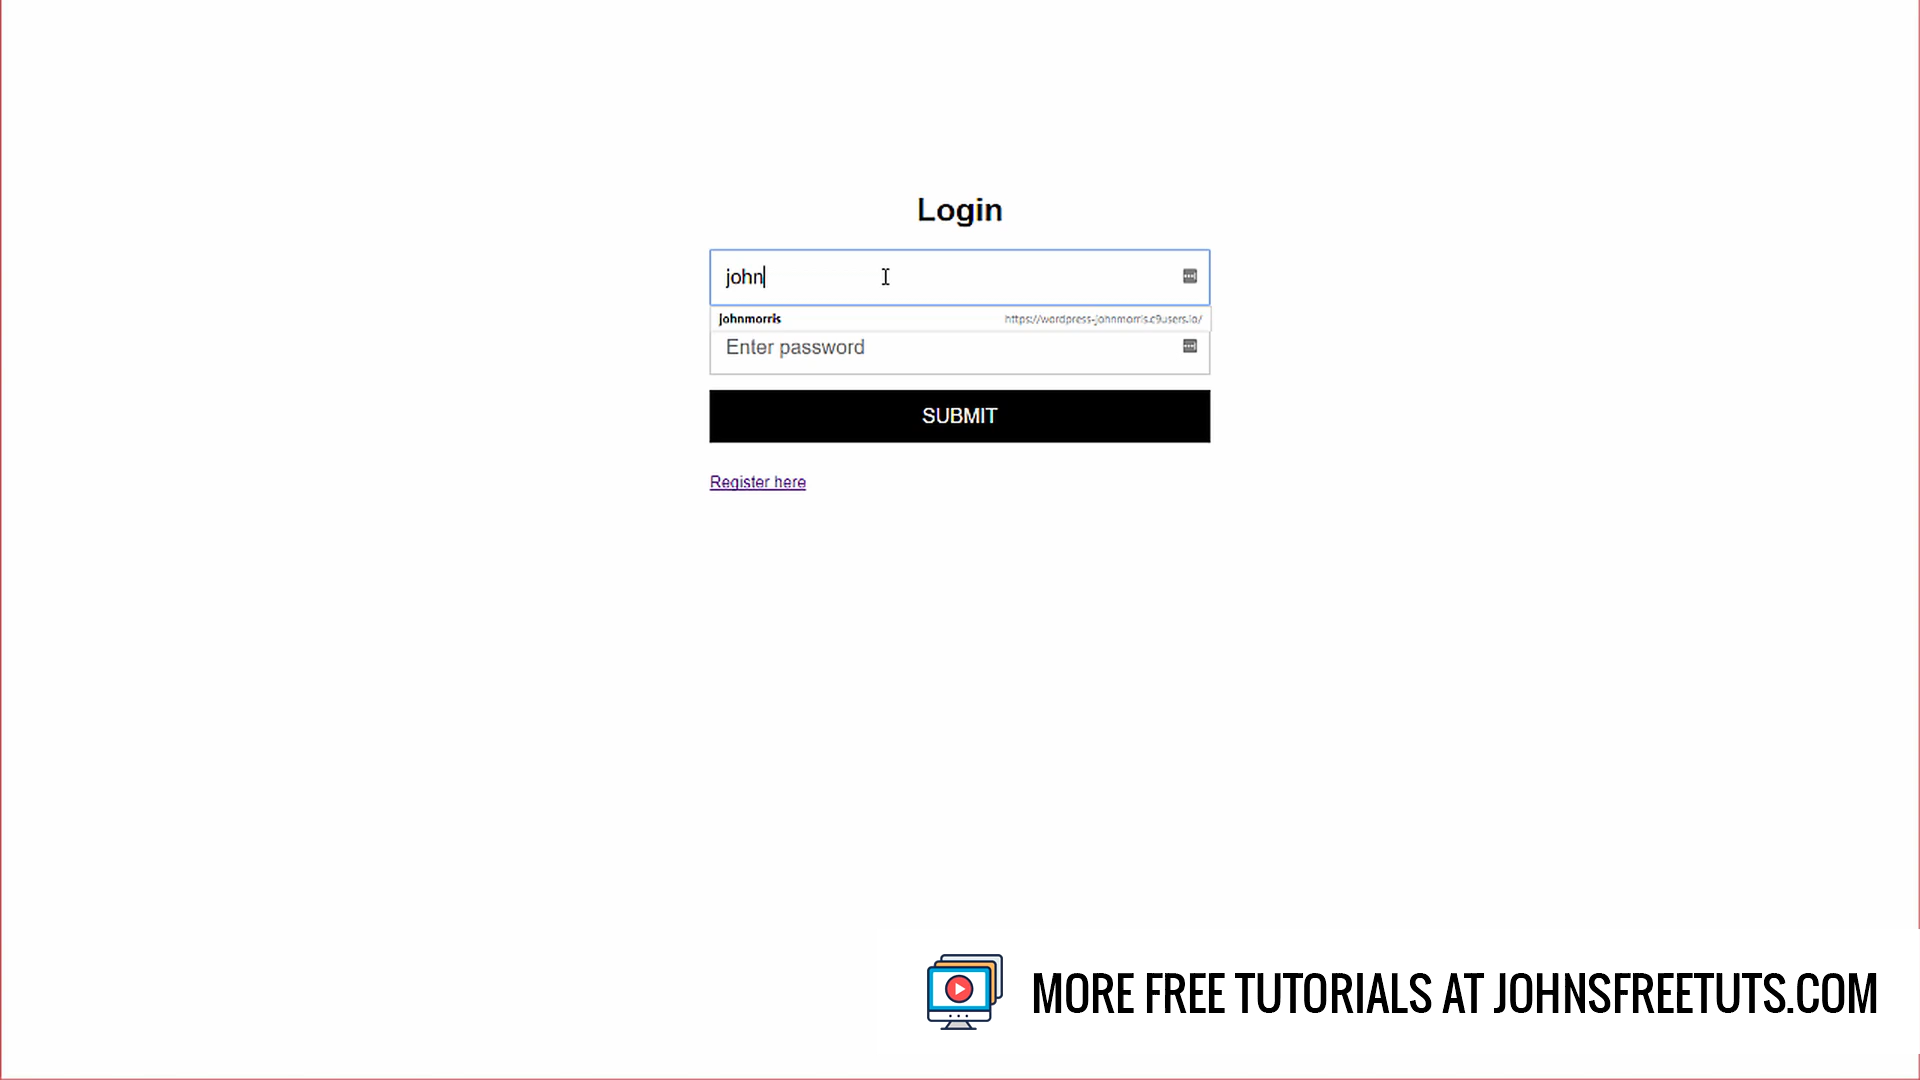 Login
john
johnmorris https://wordpress-johnmorris.c9users.io/
Enter password
SUBMIT
Register here
MORE FREE TUTORIALS AT JOHNSFREETUTS.COM